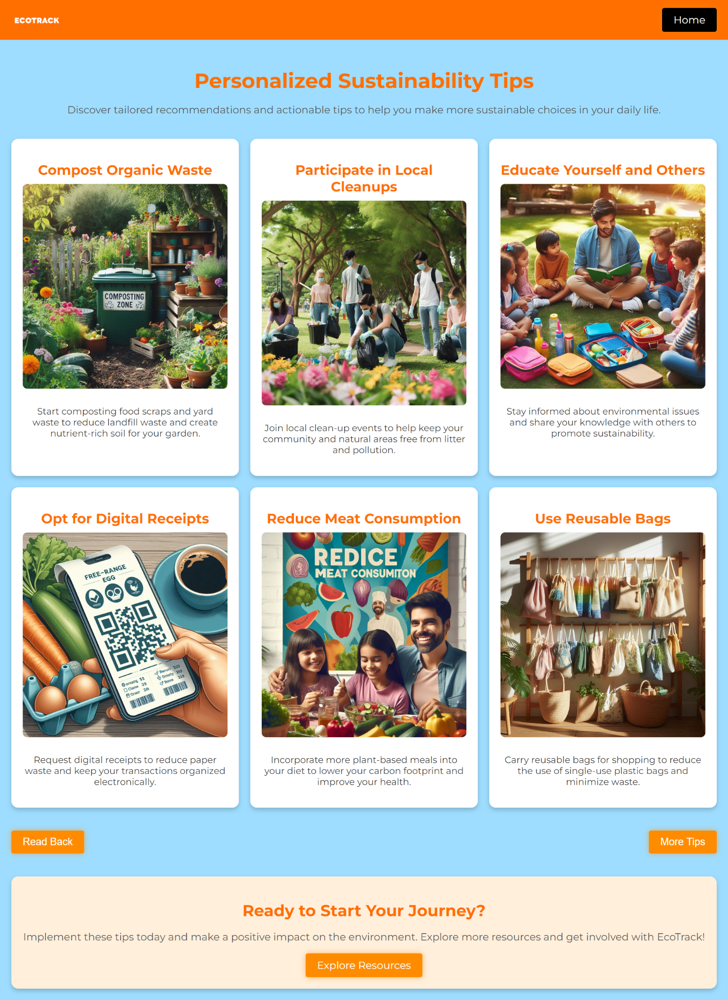 ECOTRACK
Home
Personalized Sustainability Tips
Discover tailored recommendations and actionable tips to help you make more sustainable choices in your daily life.
Compost Organic Waste
COMPOSTING
ZONE
Start composting food scraps and yard
waste to reduce landfill waste and create
nutrient-rich soil for your garden.
Participate in Local
Cleanups
Join local clean-up events to help keep your
community and natural areas free from litter
and pollution.
Educate Yourself and Others
Stay informed about environmental issues
and share your knowledge with others to
promote sustainability.
Opt for Digital Receipts
FREE-RANGE
EGG
Request digital receipts to reduce paper
waste and keep your transactions organized
electronically.
Reduce Meat Consumption
REDICE
MEAT CONSUMITON
Incorporate more plant-based meals into
your diet to lower your carbon footprint and
improve your health.
Use Reusable Bags
Carry reusable bags for shopping to reduce
the use of single-use plastic bags and
minimize waste.
Read Back
More Tips
Ready to Start Your Journey?
Implement these tips today and make a positive impact on the environment. Explore more resources and get involved with EcoTrack!
Explore Resources